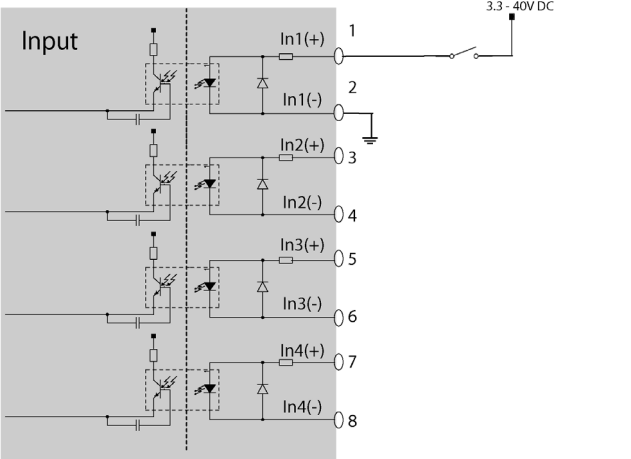 3.3 - 40V DC
Input
In1(+)
1
2
In1(-)
In2(+)
3
In2(-)
4
In3(+)
5
In3(-)
6
In4(+)
7
In4(-)
8